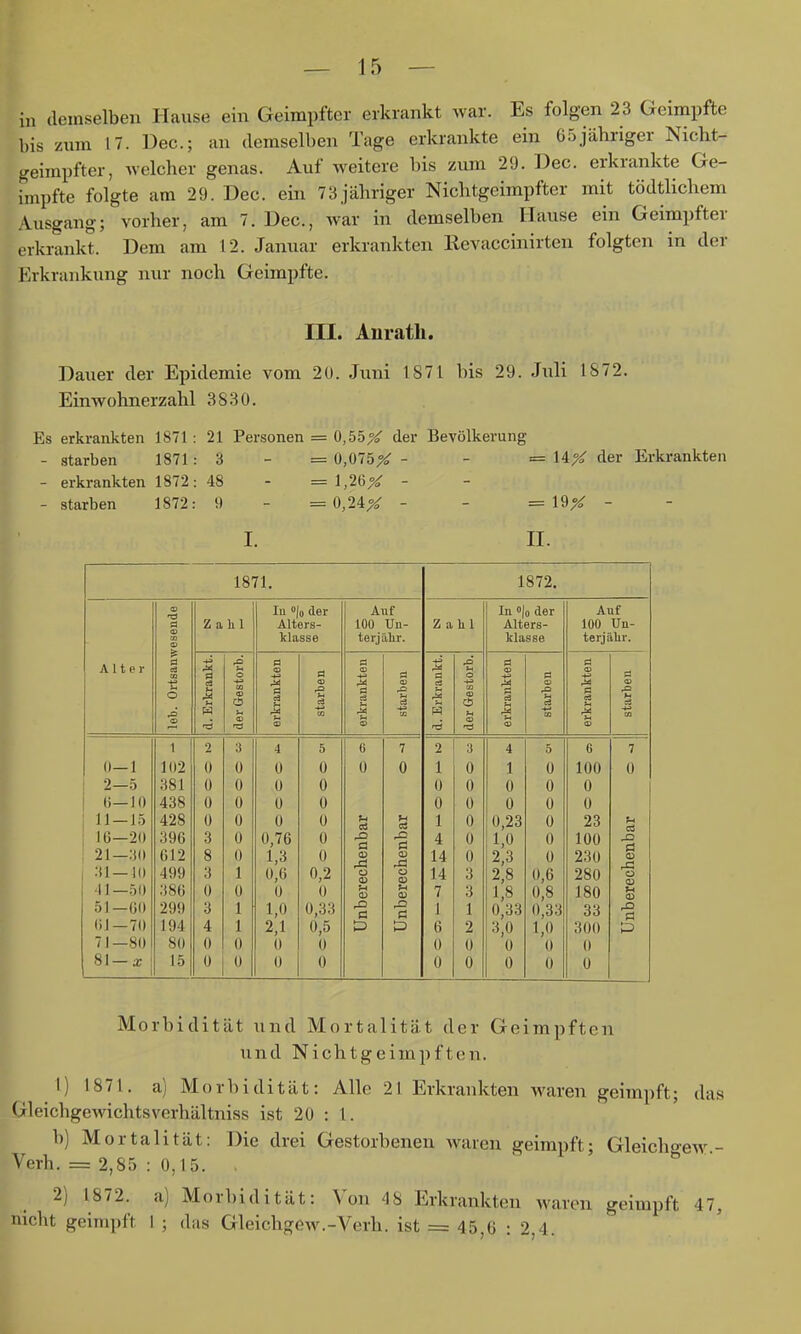 — 15 —
in demselben Hause ein Geimpfter erkrankt war. Es folgen 23 Geimpfte
bis zum 17. Dec.; an demselben Tage erkrankte ein 65jähriger Nicht-
geimpfter, welcher genas. Auf weitere bis zum 29. Dec. erkrankte Ge-
impfte folgte am 29. Dec. ein 73jähriger Nichtgeimpfter mit tödtlichem
Ausgang; vorher, am 7. Dec., war in demselben Hause ein Geimpfter
erkrankt. Dem am 12. Januar erkrankten Revaccinirten folgten in der
Erkrankung nur noch Geimpfte.
III. Anrath.
Dauer der Epidemie vom 20. Juni 1871 bis 29. Juli 1872.
Einwohnerzahl 3830.
Es erkrankten 1871: 21 Personen = 0,55% der Bevölkerung
- starben 1871: 3 - = 0,075% - - = 14% der Erkrankten
- erkrankten 1872: 48 - = 1,26% - -
- starben 1872: 9 - = 0,24% - - = 19% - -
I. II.
1871. 1872.
Alter leb. Ortsanwesende Zahl In %der Alters-klasse Auf 100 Un-terjähr. Zahl In %der Alters-klasse Auf 100 Un-terjähr.
d. Erkrankt. der Gestorb. erkrankten starben erkrankten starben d. Erkrankt. der Gestorb. erkrankten starben erkrankten starben
1 2 3 4 5 6 7 2 3 4 5 6 7
0—1 102 0 0 0 0 0 0 1 0 1 0 100 0
2—5 381 0 0 0 0 0 0 0 0 0
6—10 438 0 0 0 0 0 0 0 0 0
11—15 428 0 0 0 0 1 0 0,23 0 23
16—20 396 3 0 0,76 0 4 0 1,0 0 100
21—30 612 8 0 1,3 0 14 0 2,3 0 230
31—40 499 3 1 0,6 0,2 14 3 2,8 0,6 280
41—50 386 0 0 0 0 7 3 1,8 0,8 180
51—60 299 3 1 1,0 0,33 1 1 0,33 0,33 33
61—70 194 4 1 2,1 0,5 6 2 3,0 1,0 300
71—80 80 0 0 0 0 0 0 0 0 0
81—x 15 0 0 0 0 0 0 0 0 0
Unberechenbar Unberechenbar Unberechenbar
Morbidität und Mortalität der Geimpften
und Nichtgeimpften.
1) 1871. a) Morbidität: Alle 21 Erkrankten waren geimpft; das
Gleichgewichtsverhältniss ist 20 : 1.
b) Mortalität: Die drei Gestorbenen waren geimpft; Gleichgew.-
Verh. = 2,85 : 0,15.
2) 1872. a) Morbidität: Von 48 Erkrankten waren geimpft 47,
nicht geimpft 1; das Gleichgew.-Verh. ist = 45,6 : 2,4.